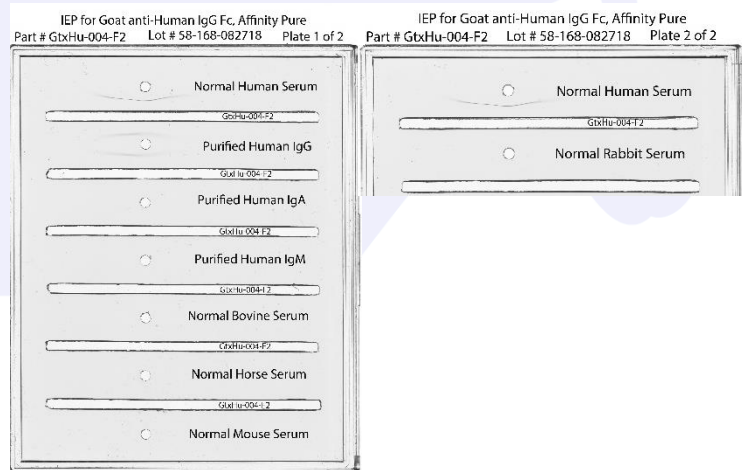 IEP for Goat anti-Human IgG Fc, Affinity Pure
Part # GtxHu-004-F2 Lot # 58-168-082718 Plate 1 of 2
Normal Human Serum
GtxHu-004-F2
Purified Human IgG
GtxHu-004-F2
Purified Human IgA
GtxHu-004-F2
Purified Human IgM
GtxHu-004-F2
Normal Bovine Serum
GtxHu-004-F2
Normal Horse Serum
GtxHu-004-F2
Normal Mouse Serum
IEP for Goat anti-Human IgG Fc, Affinity Pure
Part # GtxHu-004-F2 Lot # 58-168-082718 Plate 2 of 2
Normal Human Serum
GtxHu-004-F2
Normal Rabbit Serum